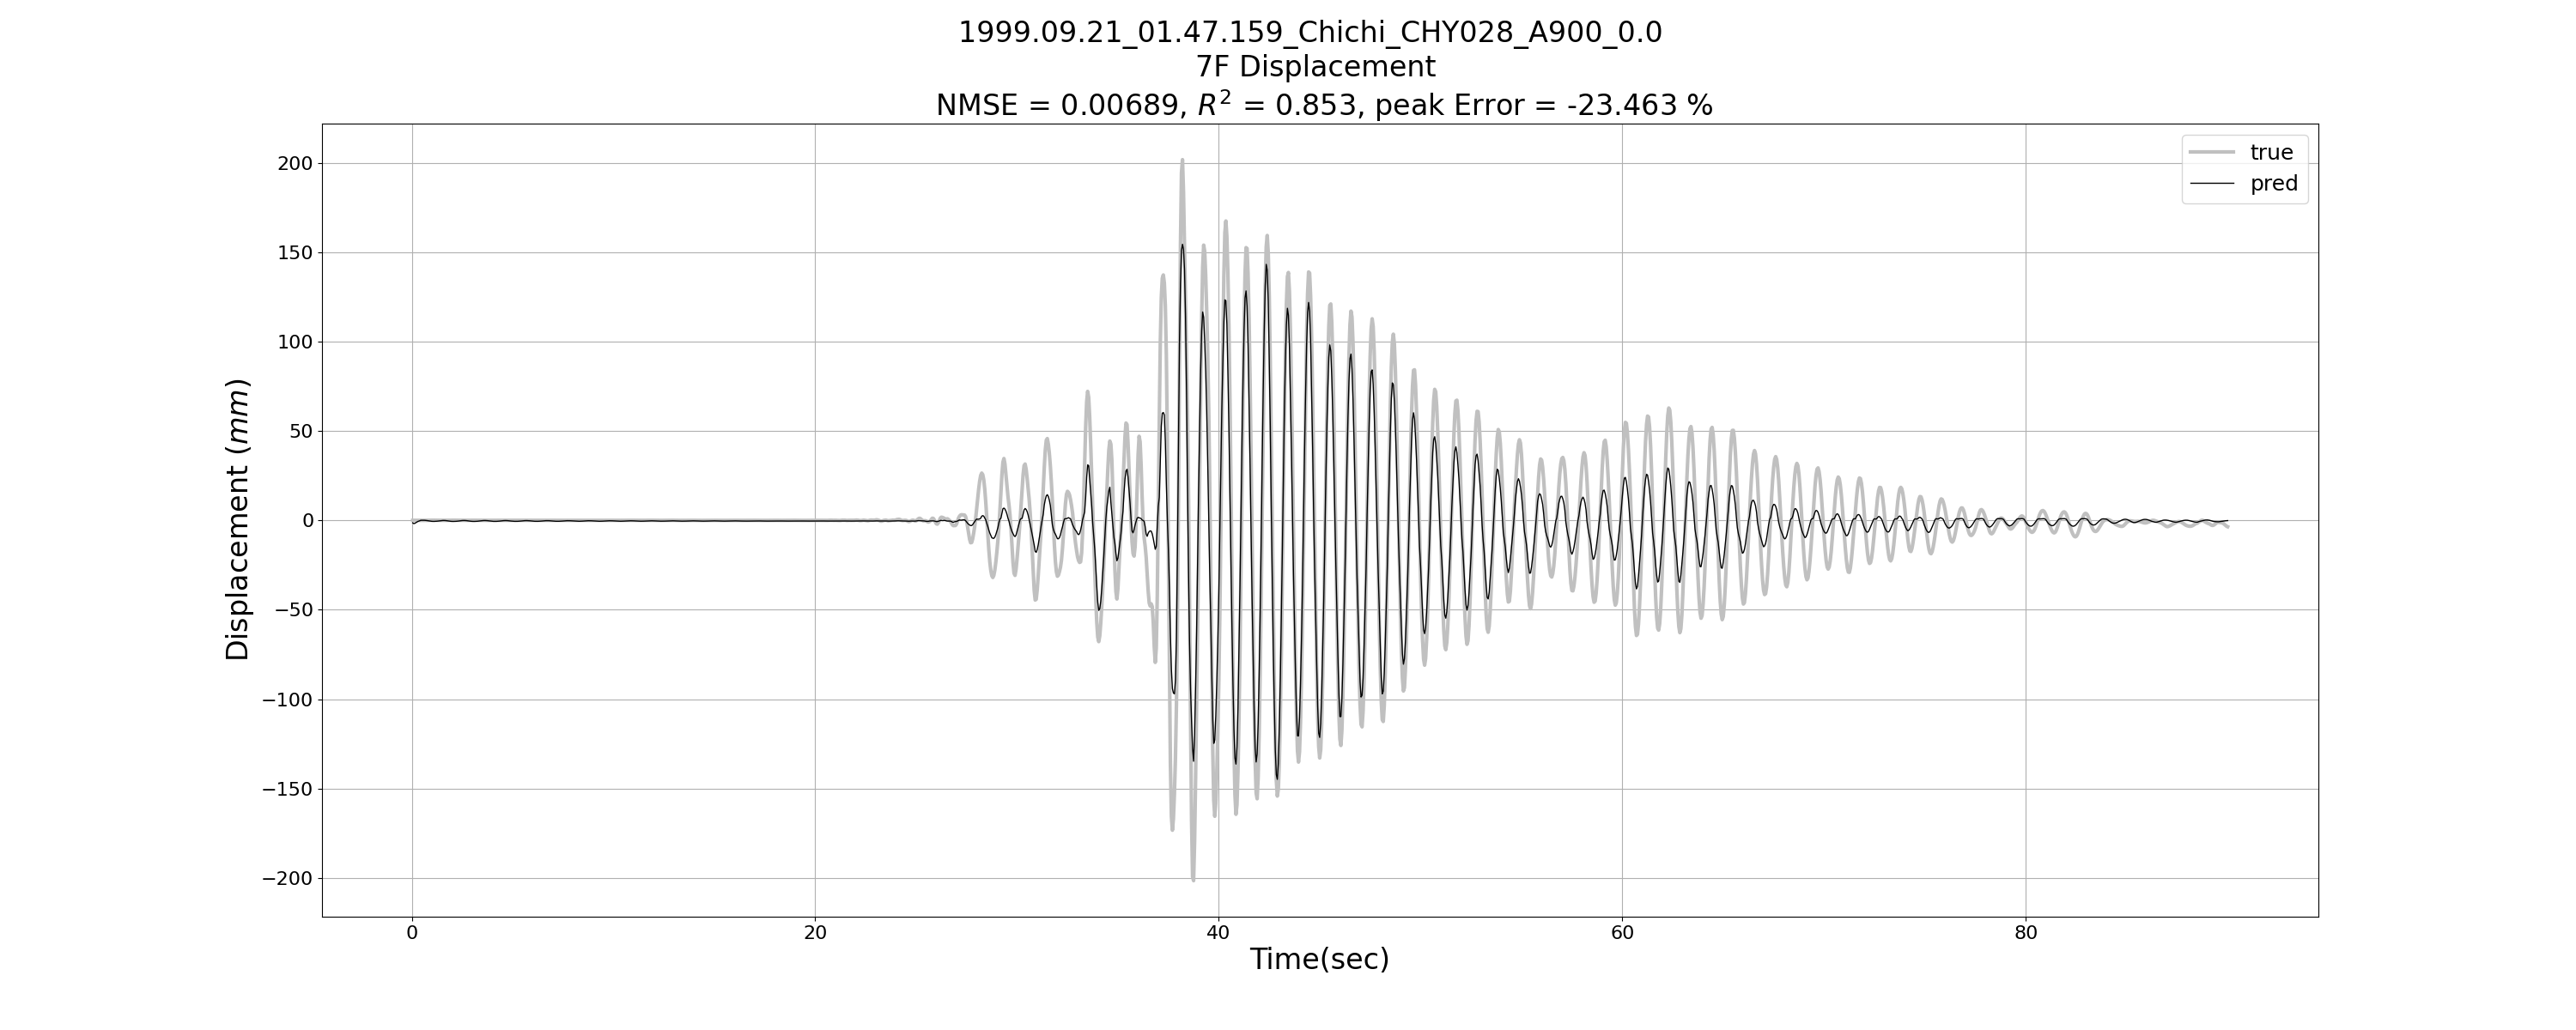 1999.09.21_01.47.159_Chichi_CHY028_A900_0.0
7F Displacement
NMSE = 0.00689, R² = 0.853, peak Error = -23.463 %
true
pred
200
150
100
50
0
−50
−100
−150
−200
Displacement (mm)
0 20 40 60 80
Time(sec)